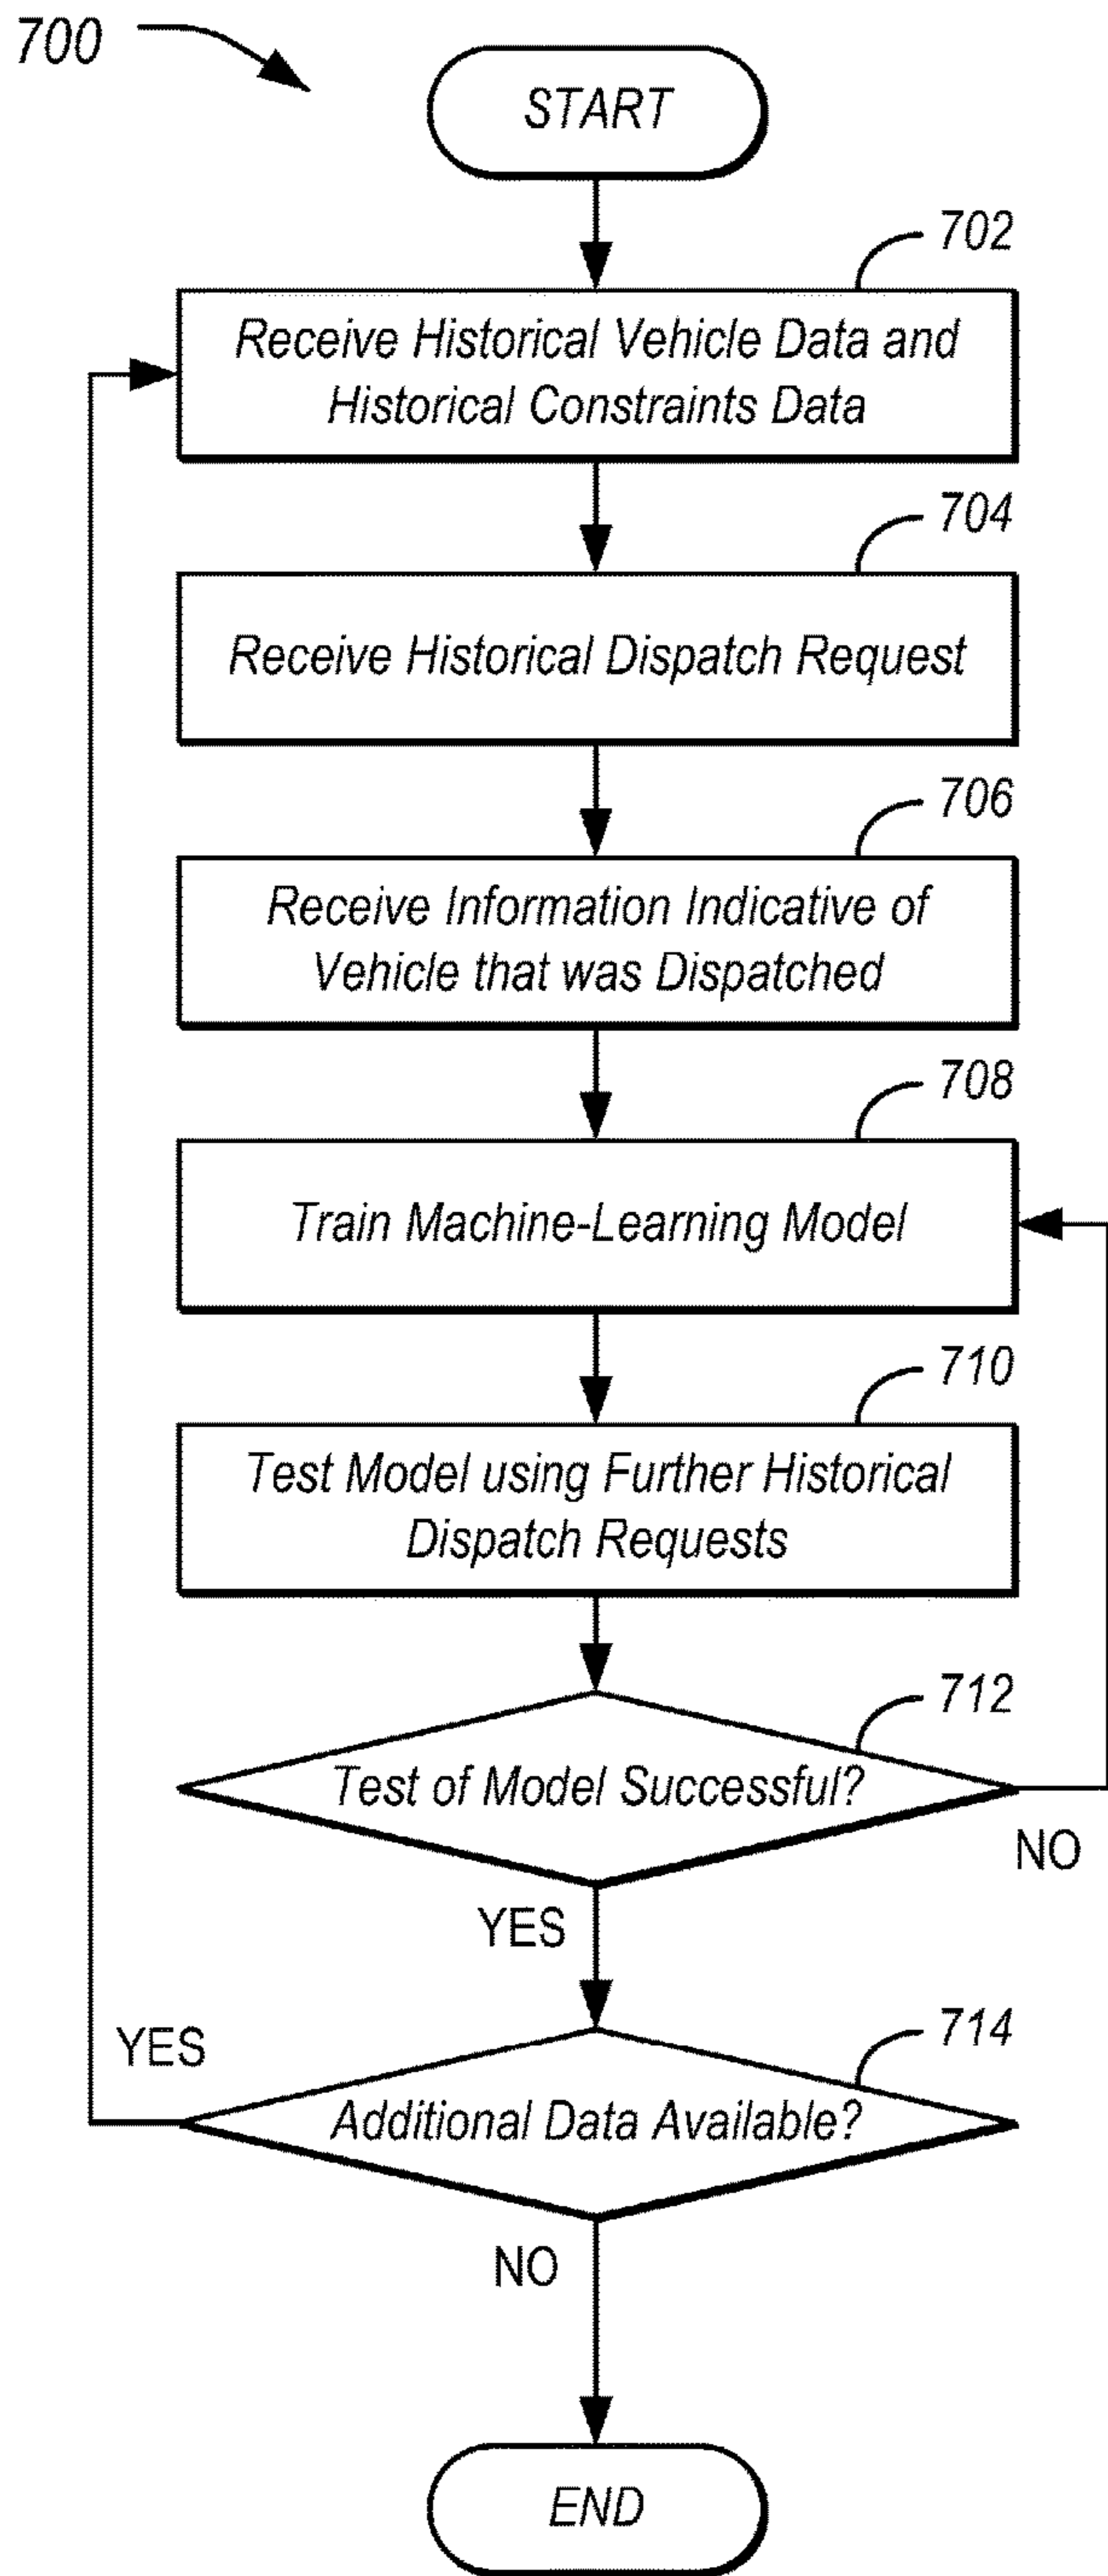 700
START
702
Receive Historical Vehicle Data and
Historical Constraints Data
704
Receive Historical Dispatch Request
706
Receive Information Indicative of
Vehicle that was Dispatched
708
Train Machine-Learning Model
710
Test Model using Further Historical
Dispatch Requests
712
Test of Model Successful?
NO
YES
714
YES
Additional Data Available?
NO
END